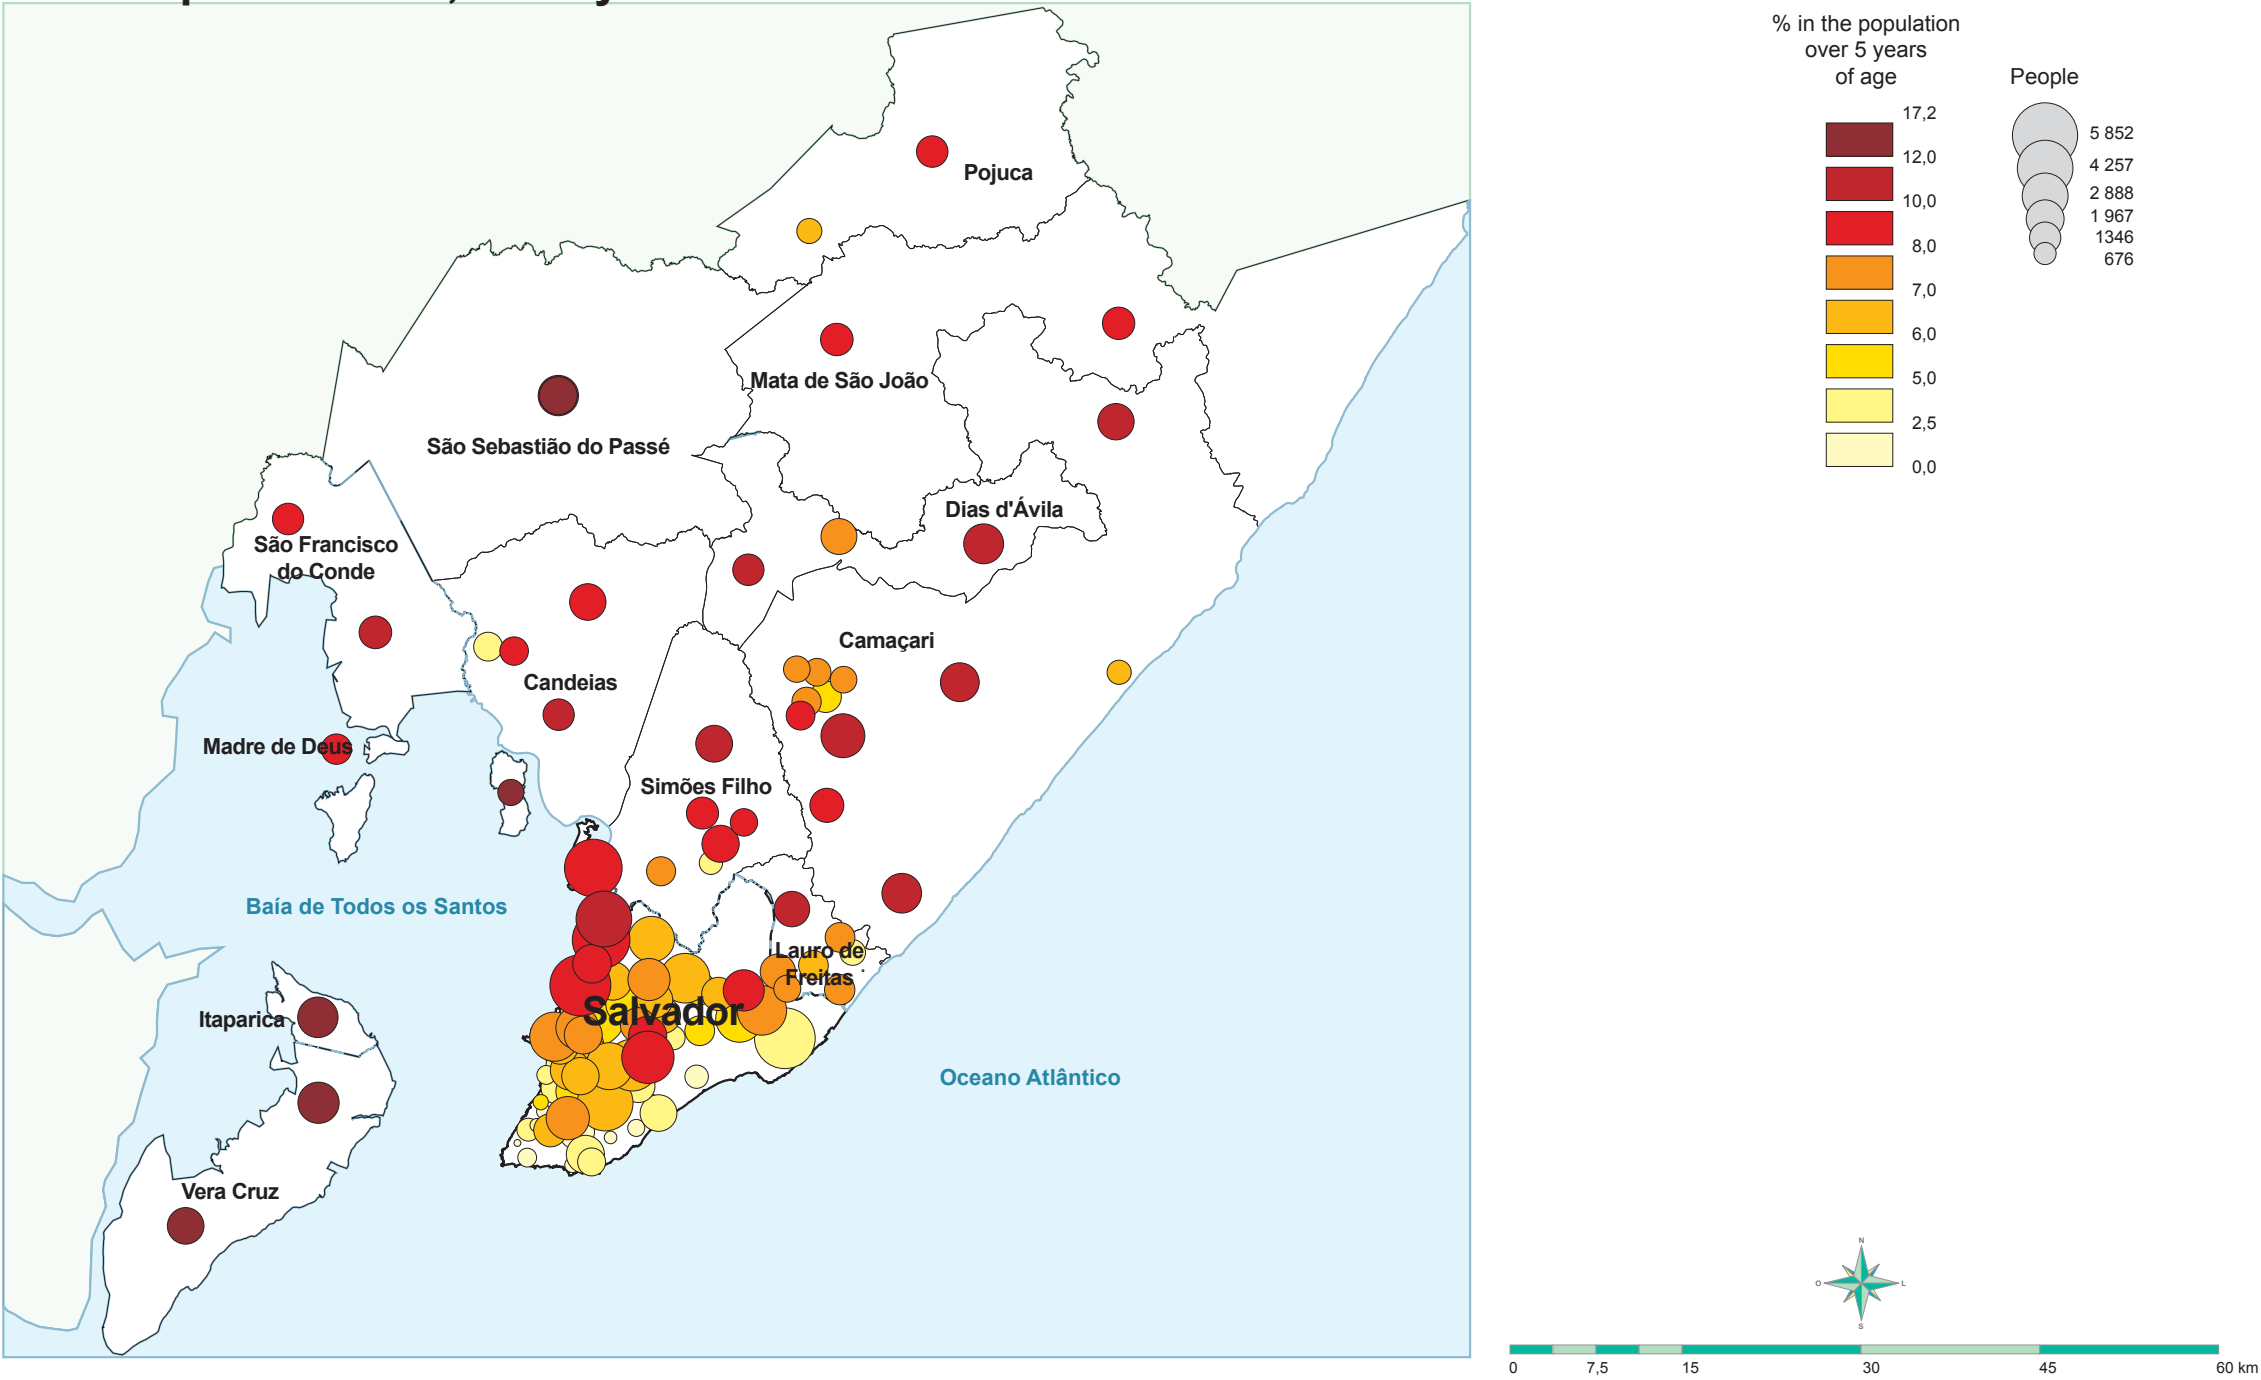 % in the population
over 5 years
of age
People
17,2
12,0
10,0
8,0
7,0
6,0
5,0
2,5
0,0
5 852
4 257
2 888
1 967
1346
676
Pojuca
Mata de São João
São Sebastião do Passé
Dias d'Ávila
São Francisco
do Conde
Camaçari
Candeias
Madre de Deus
Simões Filho
Baía de Todos os Santos
Lauro de
Freitas
Salvador
Itaparica
Oceano Atlântico
Vera Cruz
N
O
L
S
0
7,5
15
30
45
60 km